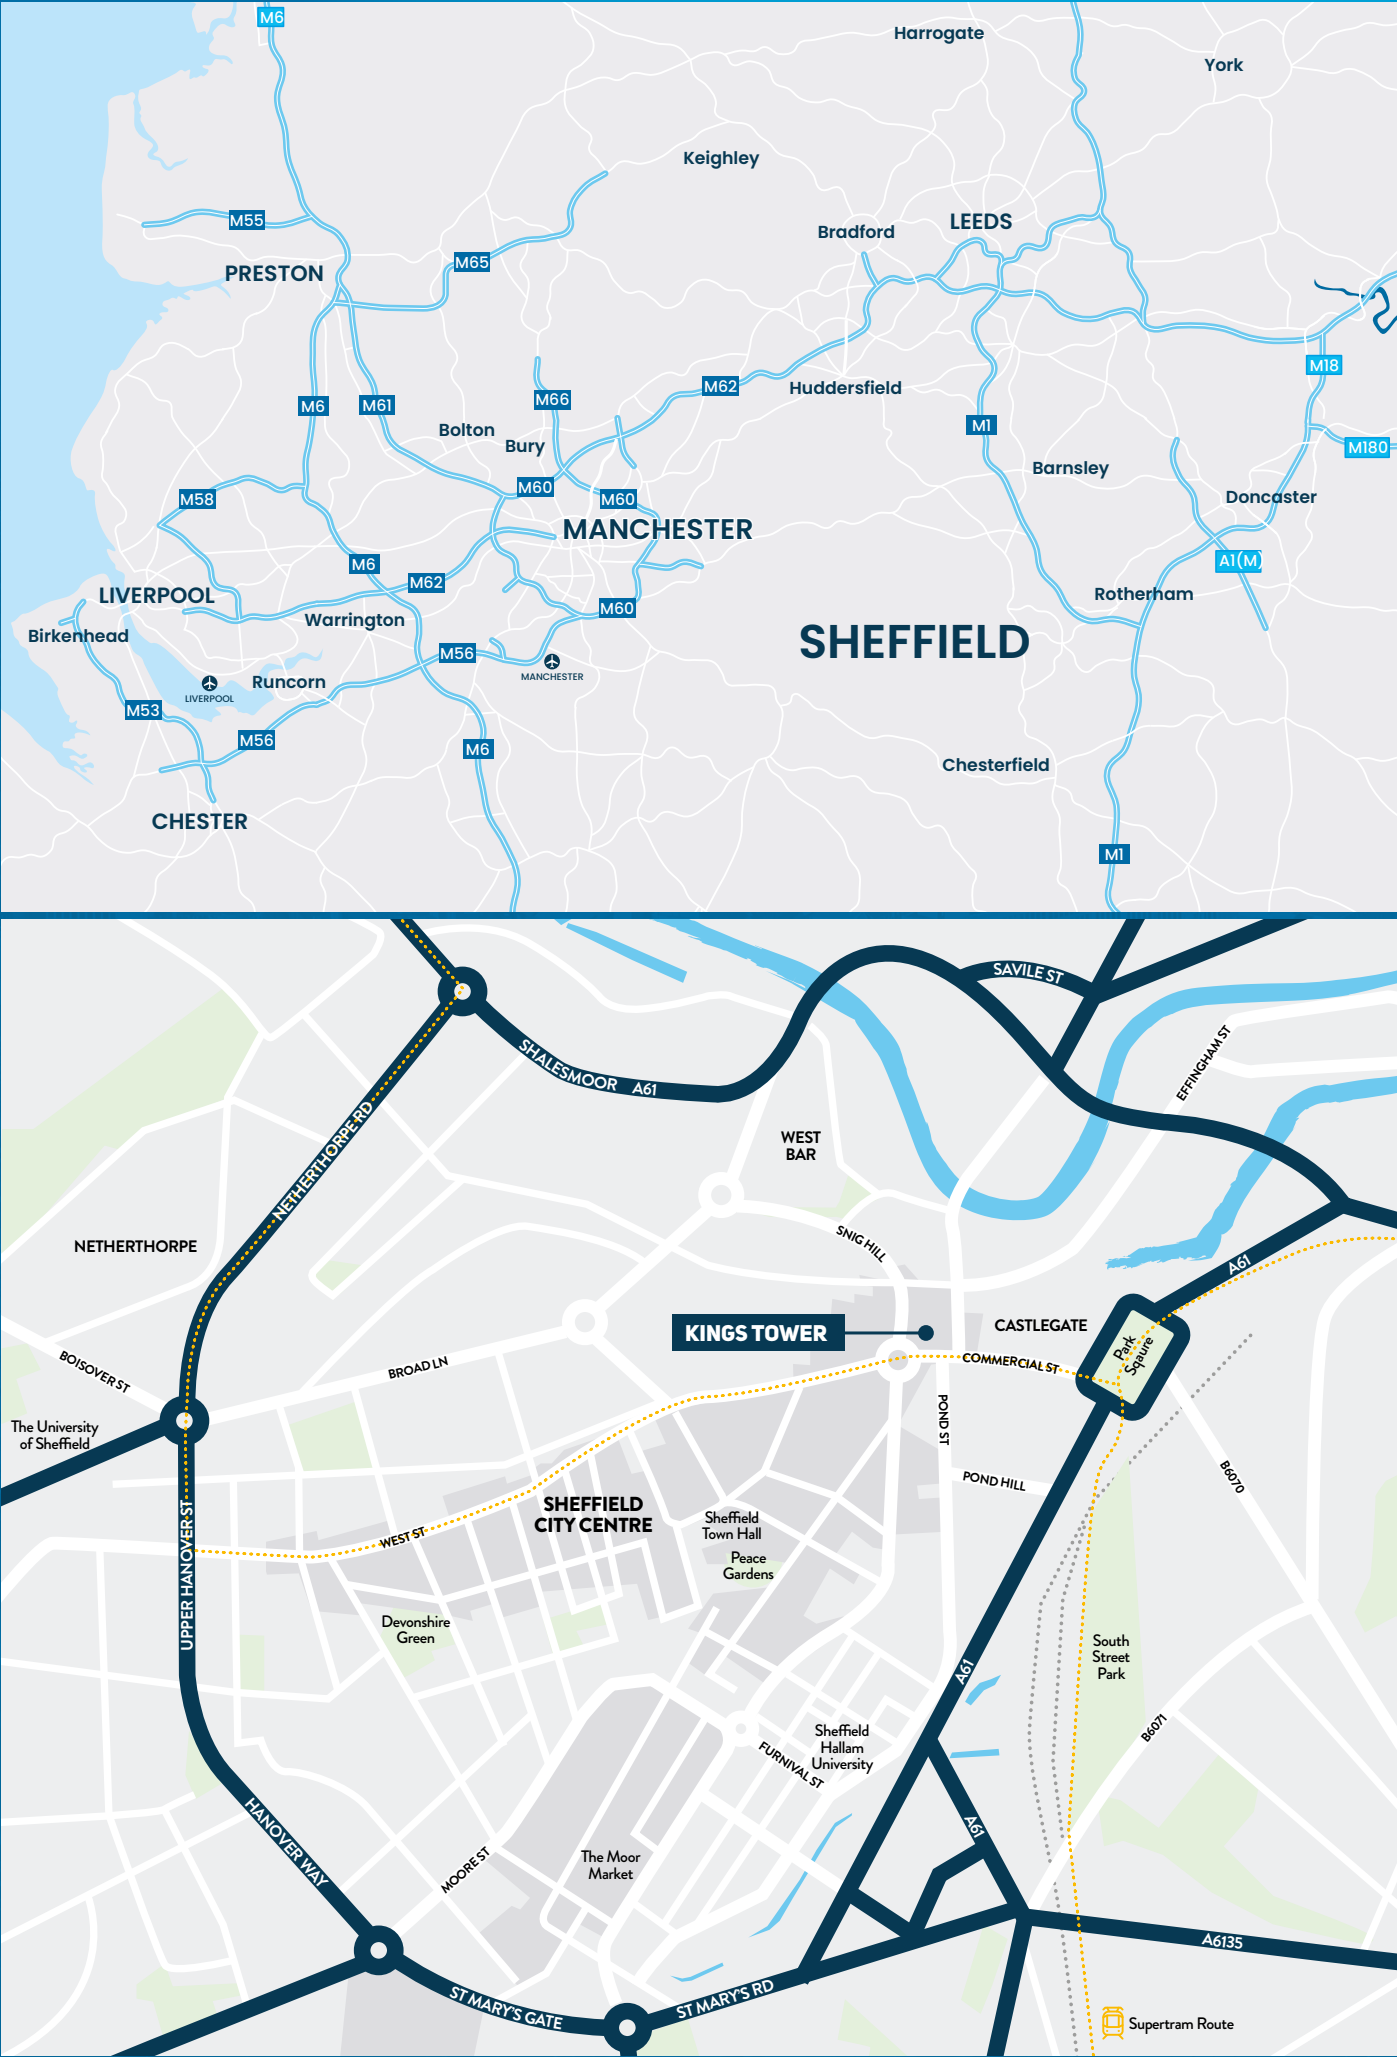 M6
Harrogate
York
Keighley
M55
Bradford
LEEDS
M65
PRESTON
M18
M62
Huddersfield
M66
M6
M61
M1
Bolton
Bury
M180
Barnsley
M60
M58
M60
Doncaster
MANCHESTER
M6
A1(M)
M62
LIVERPOOL
Rotherham
M60
Warrington
Birkenhead
SHEFFIELD
M56
MANCHESTER
Runcorn
LIVERPOOL
M53
M56
M6
Chesterfield
CHESTER
M1
SAVILE ST
SHALESMOOR A61
EFFINGHAM ST
NETHERTHORPE RD
WEST
BAR
NETHERTHORPE
SNIG HILL
A61
KINGS TOWER
CASTLEGATE
Park
Sqaure
BOISOVER ST
BROAD LN
COMMERCIAL ST
The University
of Sheffield
POND ST
POND HILL
B6070
SHEFFIELD
CITY CENTRE
Sheffield
Town Hall
WEST ST
Peace
Gardens
UPPER HANOVER ST
Devonshire
Green
South
Street
Park
A61
Sheffield
Hallam
University
B6071
FURNIVAL ST
HANOVER WAY
A61
The Moor
Market
MOORE ST
A6135
ST MARY'S GATE
ST MARY'S RD
Supertram Route